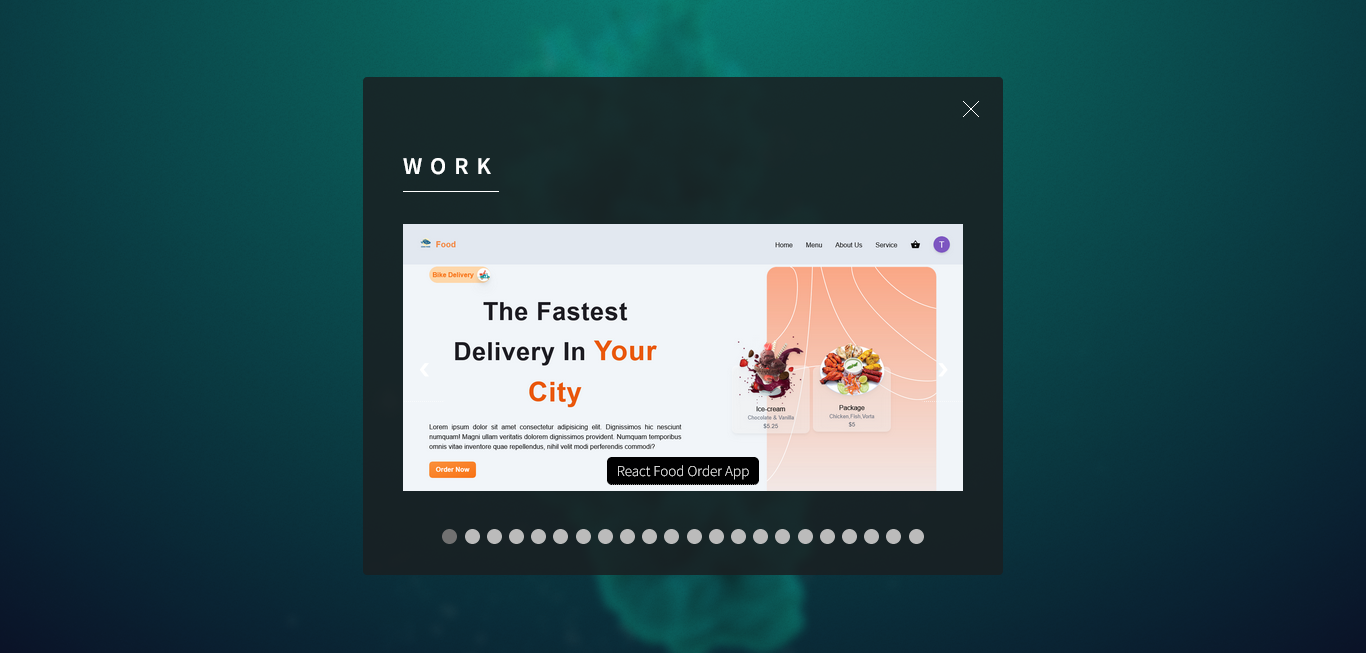 WORK
Food
Home Menu About Us Service T
Bike Delivery
The Fastest
Delivery In Your
City
Ice-cream
Chocolate & Vanilla
$5.25
Package
Chicken,Fish.Vorta
$5
Lorem ipsum dolor sit amet consectetur adipisicing elit. Dignissimos hic nesciunt
numquam! Magni ullam veritatis dolorem dignissimos provident. Numquam temporibus
omnis vitae inventore quae repellendus, nihil velit modi perferendis commodi?
Order Now
React Food Order App